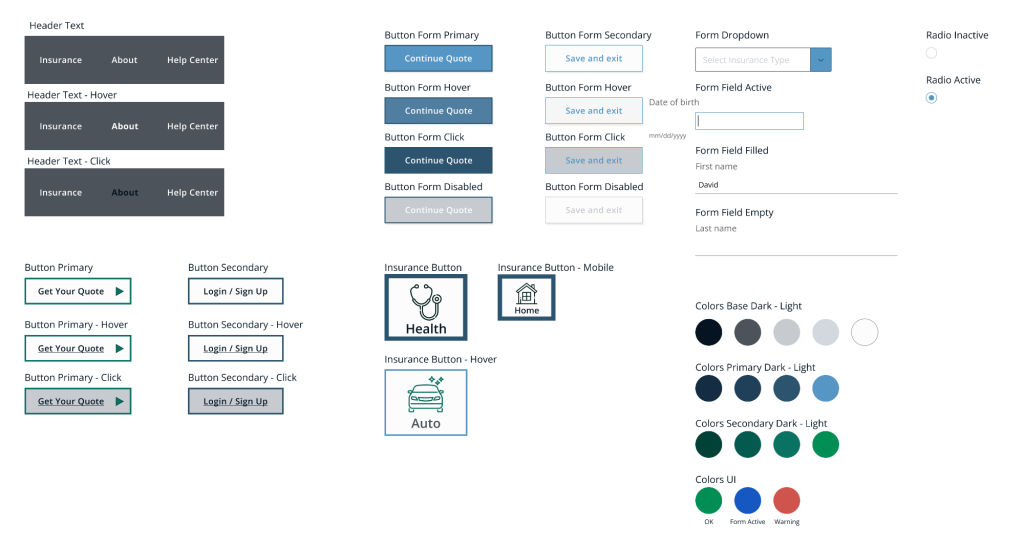 Header Text
Insurance About Help Center
Header Text - Hover
Insurance About Help Center
Header Text - Click
Insurance About Help Center
Button Form Primary
Continue Quote
Button Form Hover
Continue Quote
Button Form Click
Continue Quote
Button Form Disabled
Continue Quote
Button Form Secondary
Save and exit
Button Form Hover
Save and exit
Button Form Click
Save and exit
Button Form Disabled
Save and exit
Form Dropdown
Select Insurance Type
Form Field Active
Date of birth
mm/dd/yyyy
Form Field Filled
First name
David
Form Field Empty
Last name
Radio Inactive
Radio Active
Button Primary
Get Your Quote
Button Primary - Hover
Get Your Quote
Button Primary - Click
Get Your Quote
Button Secondary
Login / Sign Up
Button Secondary - Hover
Login / Sign Up
Button Secondary - Click
Login / Sign Up
Insurance Button
Health
Insurance Button - Mobile
Home
Insurance Button - Hover
Auto
Colors Base Dark - Light
Colors Primary Dark - Light
Colors Secondary Dark - Light
Colors UI
OK Form Active Warning